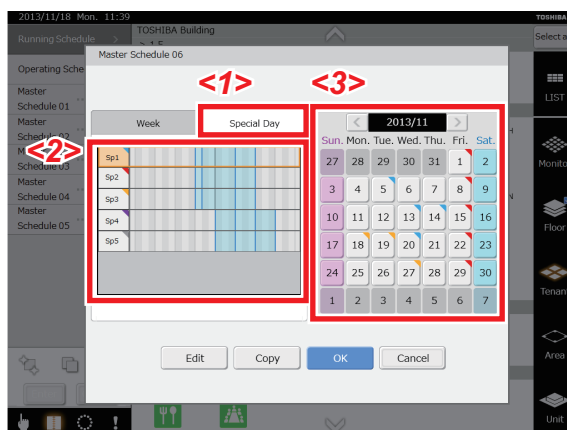 2013/11/18 Mon. 11:39
TOSHIBA
TOSHIBA Building
> 1-5
Running Schedule >
Select a
Operating Sche
Master
Schedule 01
Master
Schedule 02
Schedule 03
Master
Schedule 04
Master
Schedule 05
Master Schedule 06
<1>
<2>
<3>
Week
Special Day
Sp1
Sp2
Sp3
Sp4
Sp5
< 2013/11 >
Sun. Mon. Tue. Wed. Thu. Fri. Sat.
27 28 29 30 31 1 2
3 4 5 6 7 8 9
10 11 12 13 14 15 16
17 18 19 20 21 22 23
24 25 26 27 28 29 30
1 2 3 4 5 6 7
Edit
Copy
OK
Cancel
LIST
Monito
Floor
Tenan
Area
Unit